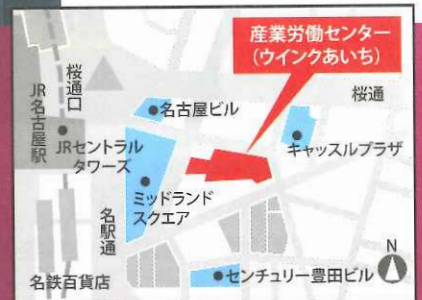 産業労働センター
(ウインクあいち)
桜通口
JR名古屋駅
名古屋ビル
桜通
JRセントラル
タワーズ
キャッスルプラザ
ミッドランド
スクエア
名駅通
名鉄百貨店
センチュリー豊田ビル
N